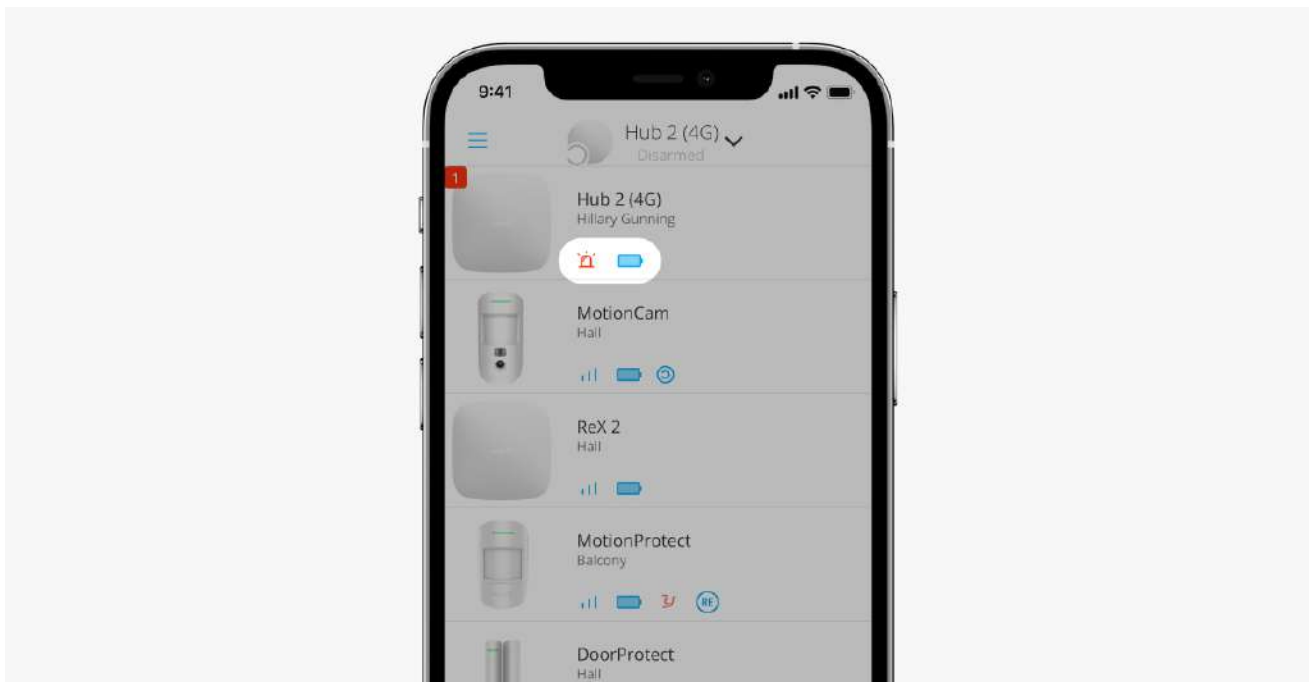 9:41
Hub 2 (4G)
Disarmed
1
Hub 2 (4G)
Hillary Gunning
MotionCam
Hall
ReX 2
Hall
MotionProtect
Balcony
RE
DoorProtect
Hall